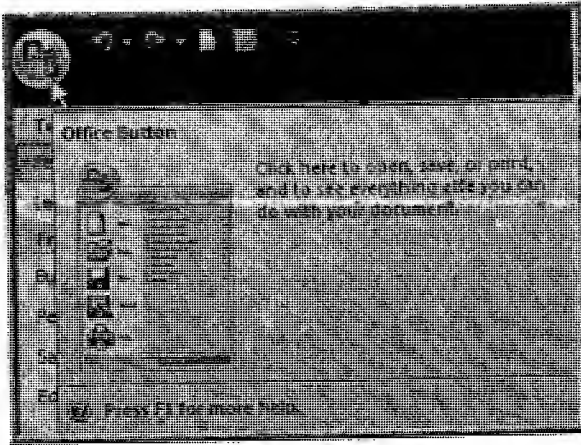 Office Button
Click here to open, save, or print,
and to see everything else you can
do with your document.
Press F1 for more help.